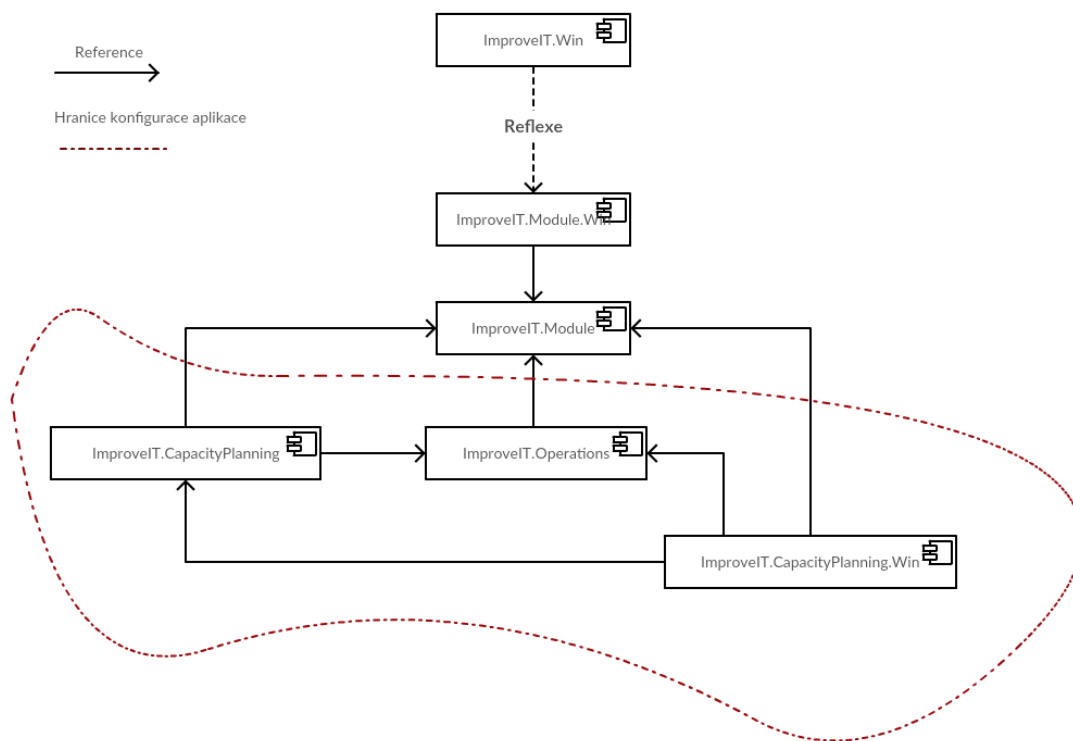 ImproveIT.Win
Reference
Hranice konfigurace aplikace
Reflexe
ImproveIT.Module.Win
ImproveIT.Module
ImproveIT.CapacityPlanning
ImproveIT.Operations
ImproveIT.CapacityPlanning.Win